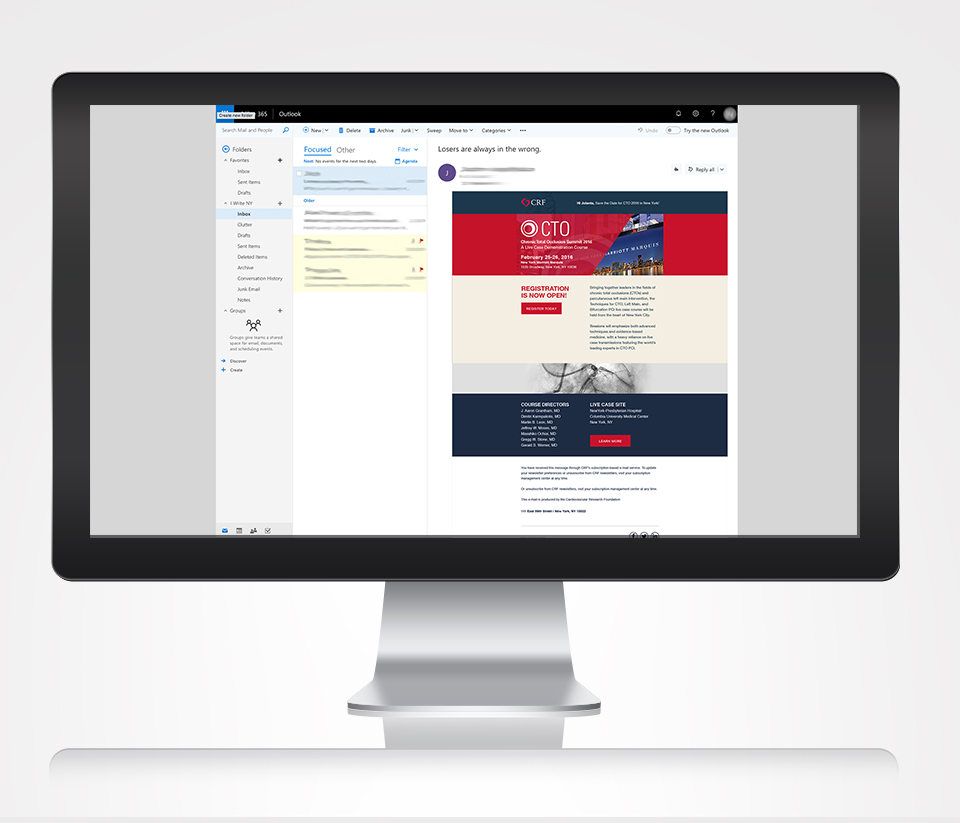 Create new folder
365
Outlook
?
Search Mail and People
New
Delete
Archive
Junk
Sweep
Move to
Categories
Undo
Try the new Outlook
Folders
Favorites
Inbox
Sent Items
Drafts
I Write NY
Inbox
Clutter
Drafts
Sent Items
Deleted Items
Archive
Conversation History
Junk Email
Notes
Groups
Groups give teams a shared
space for email, documents,
and scheduling events.
Discover
Create
Focused Other
Filter
Next: No events for the next two days
Agenda
Older
Losers are always in the wrong.
J
Reply all
CRF
Hi Julianla, Save the Date for CTO 2016 in New York!
CTO
Chronic Total Occlusion Summit 2016
A Live Case Demonstration Course
February 25-26, 2016
New York Marriott Marquis
1535 Broadway, New York, NY 10036
MARRIOTT MARQUIS
REGISTRATION
IS NOW OPEN!
REGISTER TODAY
Bringing together leaders in the fields of
chronic total occlusions (CTOs) and
percutaneous left main intervention, the
Techniques for CTO, Left Main, and
Bifurcation PCI live case course will be
held from the heart of New York City.
Sessions will emphasize both advanced
techniques and evidence-based
medicine, with a heavy reliance on live
case transmissions featuring the world's
leading experts in CTO PCI.
COURSE DIRECTORS
J. Aaron Grantham, MD
Dimitri Karmpaliotis, MD
Martin B. Leon, MD
Jeffrey W. Moses, MD
Masahiko Ochiai, MD
Gregg W. Stone, MD
Gerald S. Werner, MD
LIVE CASE SITE
NewYork-Presbyterian Hospital/
Columbia University Medical Center
New York, NY
LEARN MORE
You have received this message through CRF's subscription-based e-mail service. To update
your newsletter preferences or unsubscribe from CRF newsletters, visit your subscription
management center at any time.
Or unsubscribe from CRF newsletters, visit your subscription management center at any time.
This e-mail is produced by the Cardiovascular Research Foundation
111 East 59th Street | New York, NY 10022